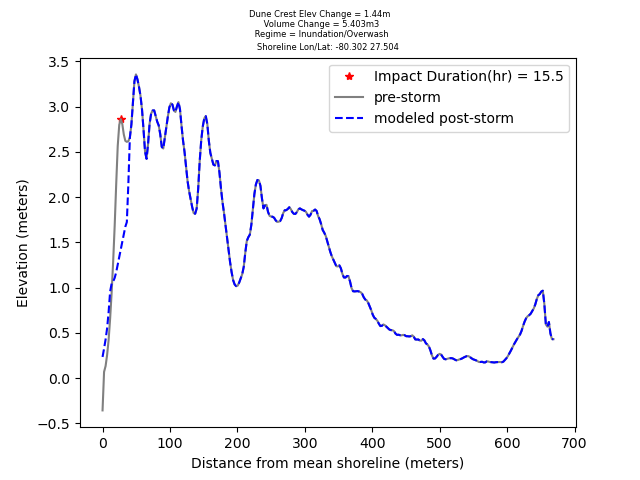 Dune Crest Elev Change = 1.44m
Volume Change = 5.403m3
Regime = Inundation/Overwash
Shoreline Lon/Lat: -80.302 27.504
Impact Duration(hr) = 15.5
pre-storm
modeled post-storm
Elevation (meters)
3.5
3.0
2.5
2.0
1.5
1.0
0.5
0.0
−0.5
0 100 200 300 400 500 600 700
Distance from mean shoreline (meters)